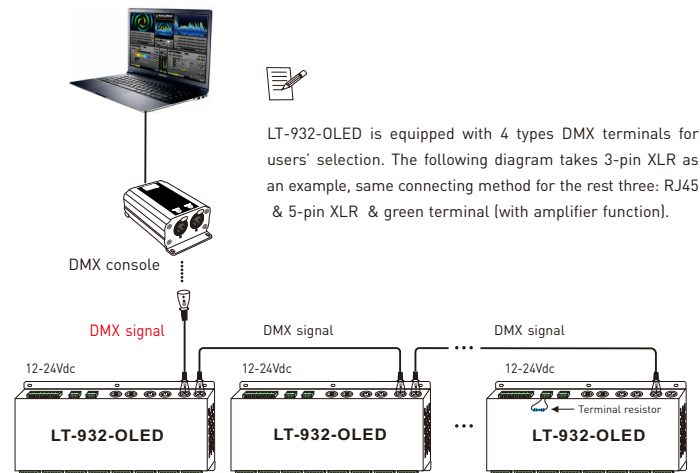 LT-932-OLED is equipped with 4 types DMX terminals for
users' selection. The following diagram takes 3-pin XLR as
an example, same connecting method for the rest three: RJ45
& 5-pin XLR & green terminal (with amplifier function).
DMX console
DMX signal
DMX signal
DMX signal
12-24Vdc
12-24Vdc
12-24Vdc
Terminal resistor
LT-932-OLED
LT-932-OLED
LT-932-OLED